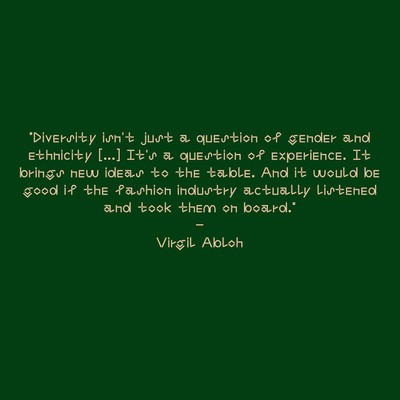 "Diversity isn't just a question of gender and
ethnicity [...] It's a question of experience. It
brings new ideas to the table. And it would be
good if the fashion industry actually listened
and took them on board."
–
Virgil Abloh